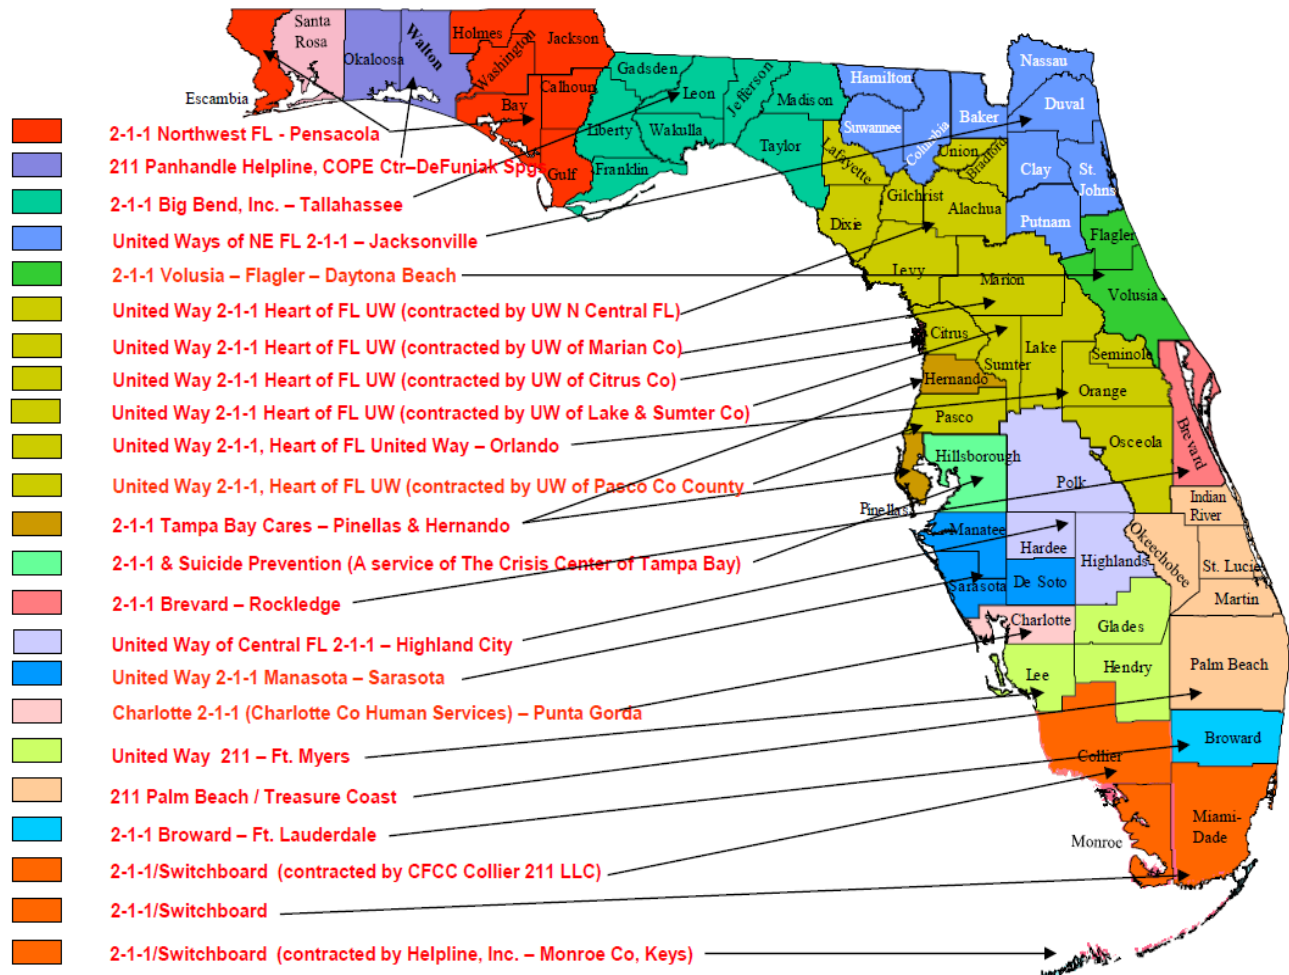 Santa
Rosa
Okaloosa
Walton
Holmes
Washington
Jackson
Calhoun
Bay
Gulf
Escambia
Gadsden
Leon
Jefferson
Madison
Liberty
Wakulla
Franklin
Taylor
Hamilton
Suwannee
Columbia
Baker
Nassau
Duval
Clay
St.
Johns
Putnam
Lafayette
Union
Bradford
Gilchrist
Alachua
Dixie
Levy
Marion
Flagler
Volusia
Citrus
Sumter
Lake
Seminole
Hernando
Orange
Pasco
Osceola
Hillsborough
Pinellas
Polk
Brevard
Indian
River
Manatee
Hardee
Highlands
Okeechobee
St. Lucie
Sarasota
De Soto
Martin
Charlotte
Glades
Lee
Hendry
Palm Beach
Collier
Broward
Monroe
Miami-
Dade
2-1-1 Northwest FL - Pensacola
211 Panhandle Helpline, COPE Ctr–DeFuniak Spgs
2-1-1 Big Bend, Inc. – Tallahassee
United Ways of NE FL 2-1-1 – Jacksonville
2-1-1 Volusia – Flagler – Daytona Beach
United Way 2-1-1 Heart of FL UW (contracted by UW N Central FL)
United Way 2-1-1 Heart of FL UW (contracted by UW of Marian Co)
United Way 2-1-1 Heart of FL UW (contracted by UW of Citrus Co)
United Way 2-1-1 Heart of FL UW (contracted by UW of Lake & Sumter Co)
United Way 2-1-1, Heart of FL United Way – Orlando
United Way 2-1-1, Heart of FL UW (contracted by UW of Pasco Co County
2-1-1 Tampa Bay Cares – Pinellas & Hernando
2-1-1 & Suicide Prevention (A service of The Crisis Center of Tampa Bay)
2-1-1 Brevard – Rockledge
United Way of Central FL 2-1-1 – Highland City
United Way 2-1-1 Manasota – Sarasota
Charlotte 2-1-1 (Charlotte Co Human Services) – Punta Gorda
United Way 211 – Ft. Myers
211 Palm Beach / Treasure Coast
2-1-1 Broward – Ft. Lauderdale
2-1-1/Switchboard (contracted by CFCC Collier 211 LLC)
2-1-1/Switchboard
2-1-1/Switchboard (contracted by Helpline, Inc. – Monroe Co, Keys)